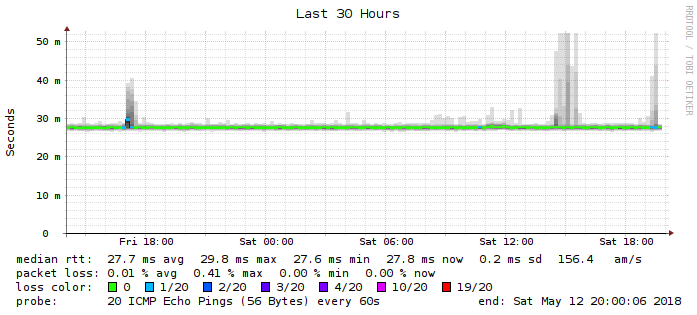 Last 30 Hours
RRDTOOL / TOBI OETIKER
Seconds
50 m
40 m
30 m
20 m
10 m
0
Fri 18:00 Sat 00:00 Sat 06:00 Sat 12:00 Sat 18:00
median rtt: 27.7 ms avg 29.8 ms max 27.6 ms min 27.8 ms now 0.2 ms sd 156.4 am/s
packet loss: 0.01 % avg 0.41 % max 0.00 % min 0.00 % now
loss color: 0 1/20 2/20 3/20 4/20 10/20 19/20
probe: 20 ICMP Echo Pings (56 Bytes) every 60s end: Sat May 12 20:00:06 2018